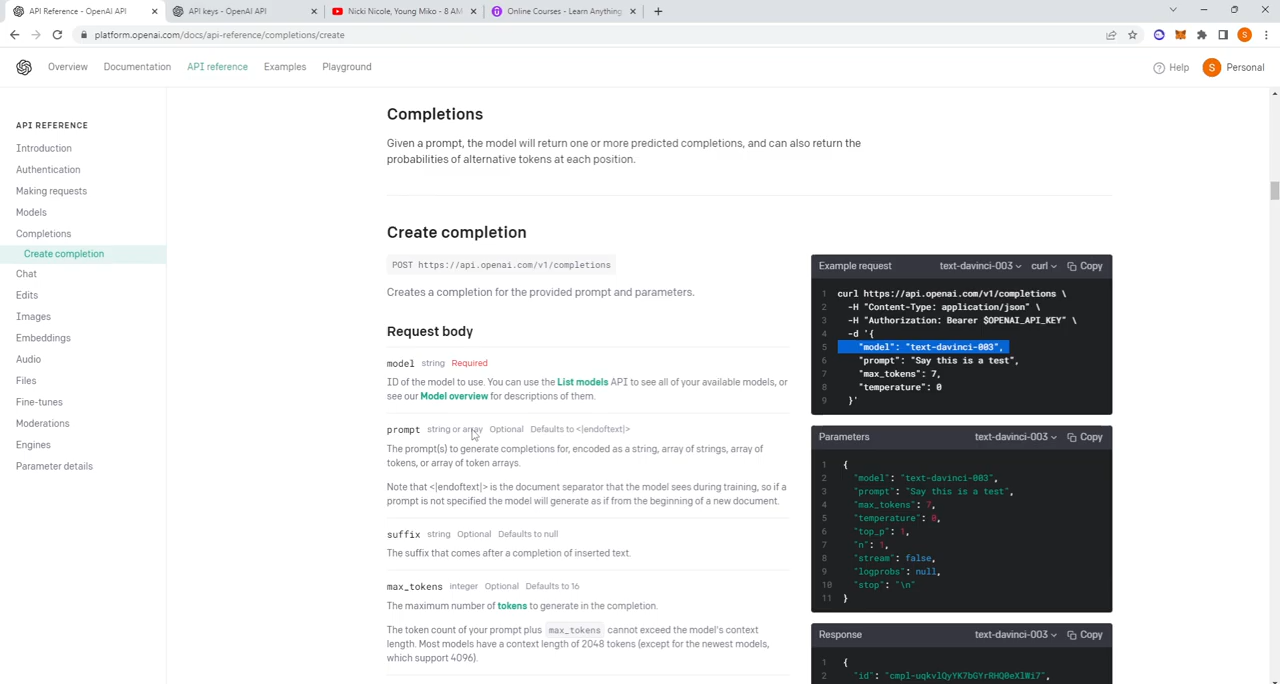 API Reference - OpenAI API
API keys - OpenAI API
Nicki Nicole, Young Miko - 8 AM
Online Courses - Learn Anything
platform.openai.com/docs/api-reference/completions/create
S
Overview
Documentation
API reference
Examples
Playground
Help
S
Personal
API REFERENCE
Introduction
Authentication
Making requests
Models
Completions
Create completion
Chat
Edits
Images
Embeddings
Audio
Files
Fine-tunes
Moderations
Engines
Parameter details
Completions
Given a prompt, the model will return one or more predicted completions, and can also return the
probabilities of alternative tokens at each position.
Create completion
POST https://api.openai.com/v1/completions
Creates a completion for the provided prompt and parameters.
Request body
model string Required
ID of the model to use. You can use the List models API to see all of your available models, or
see our Model overview for descriptions of them.
prompt string or array Optional Defaults to <|endoftext|>
The prompt(s) to generate completions for, encoded as a string, array of strings, array of
tokens, or array of token arrays.
Note that <|endoftext|> is the document separator that the model sees during training, so if a
prompt is not specified the model will generate as if from the beginning of a new document.
suffix string Optional Defaults to null
The suffix that comes after a completion of inserted text.
max_tokens integer Optional Defaults to 16
The maximum number of tokens to generate in the completion.
The token count of your prompt plus max_tokens cannot exceed the model's context
length. Most models have a context length of 2048 tokens (except for the newest models,
which support 4096).
Example request text-davinci-003 curl Copy
1 curl https://api.openai.com/v1/completions \
2 -H "Content-Type: application/json" \
3 -H "Authorization: Bearer $OPENAI_API_KEY" \
4 -d '{
5 "model": "text-davinci-003",
6 "prompt": "Say this is a test",
7 "max_tokens": 7,
8 "temperature": 0
9 }'
Parameters text-davinci-003 Copy
1 {
2 "model": "text-davinci-003",
3 "prompt": "Say this is a test",
4 "max_tokens": 7,
5 "temperature": 0,
6 "top_p": 1,
7 "n": 1,
8 "stream": false,
9 "logprobs": null,
10 "stop": "\n"
11 }
Response text-davinci-003 Copy
1 {
2 "id": "cmpl-uqkvlQyYK7bGYrRHQ0eXlWi7",